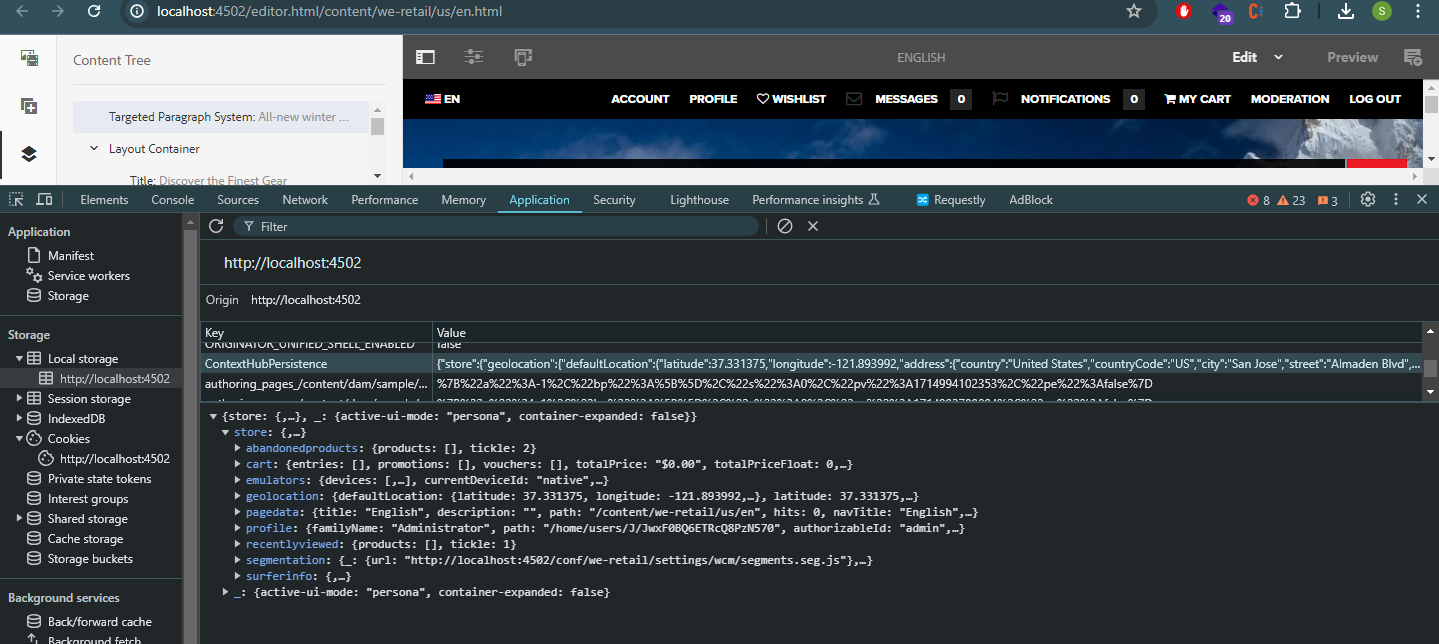 localhost:4502/editor.html/content/we-retail/us/en.html
20
S
Content Tree
ENGLISH
Edit
Preview
EN
ACCOUNT
PROFILE
WISHLIST
MESSAGES
0
NOTIFICATIONS
0
MY CART
MODERATION
LOG OUT
Targeted Paragraph System: All-new winter ...
Layout Container
Title: Discover the Finest Gear
Elements
Console
Sources
Network
Performance
Memory
Application
Security
Lighthouse
Performance insights
Requestly
AdBlock
8
23
3
Application
Manifest
Service workers
Storage
Storage
Local storage
http://localhost:4502
Session storage
IndexedDB
Cookies
http://localhost:4502
Private state tokens
Interest groups
Shared storage
Cache storage
Storage buckets
Background services
Back/forward cache
Background fetch
Filter
http://localhost:4502
Origin http://localhost:4502
Key Value
ORIGINATOR_UNIFIED_SHELL_ENABLED false
ContextHubPersistence {"store":{"geolocation":{"defaultLocation":{"latitude":37.331375,"longitude":-121.893992,"address":{"country":"United States","countryCode":"US","city":"San Jose","street":"Almaden Blvd",...
authoring_pages_/content/dam/sample/... %7B%22a%22%3A-1%2C%22bp%22%3A%5B%5D%2C%22s%22%3A0%2C%22pv%22%3A1714994102353%2C%22pe%22%3Afalse%7D
{store: {,…}, _: {active-ui-mode: "persona", container-expanded: false}}
store: {,…}
abandonedproducts: {products: [], tickle: 2}
cart: {entries: [], promotions: [], vouchers: [], totalPrice: "$0.00", totalPriceFloat: 0,…}
emulators: {devices: [,…], currentDeviceId: "native",…}
geolocation: {defaultLocation: {latitude: 37.331375, longitude: -121.893992,…}, latitude: 37.331375,…}
pagedata: {title: "English", description: "", path: "/content/we-retail/us/en", hits: 0, navTitle: "English",…}
profile: {familyName: "Administrator", path: "/home/users/J/JwxF0BQ6ETRcQ8PzN570", authorizableId: "admin",…}
recentlyviewed: {products: [], tickle: 1}
segmentation: {_: {url: "http://localhost:4502/conf/we-retail/settings/wcm/segments.seg.js"},…}
surferinfo: {,…}
_: {active-ui-mode: "persona", container-expanded: false}